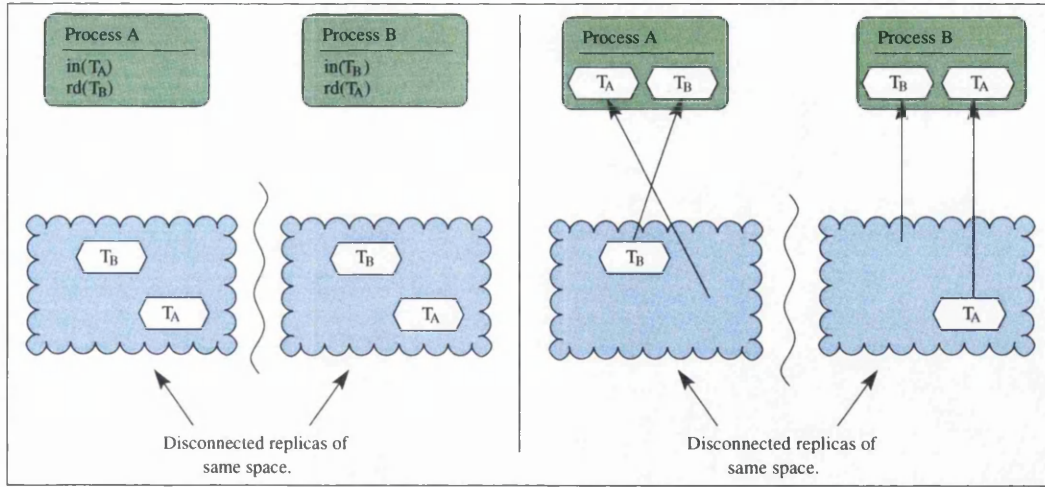 Process A
in(TA)
rd(TB)
Process B
in(TB)
rd(TA)
TB
TA
TB
TA
Disconnected replicas of
same space.
Process A
TA
TB
Process B
TB
TA
TB
TA
Disconnected replicas of
same space.